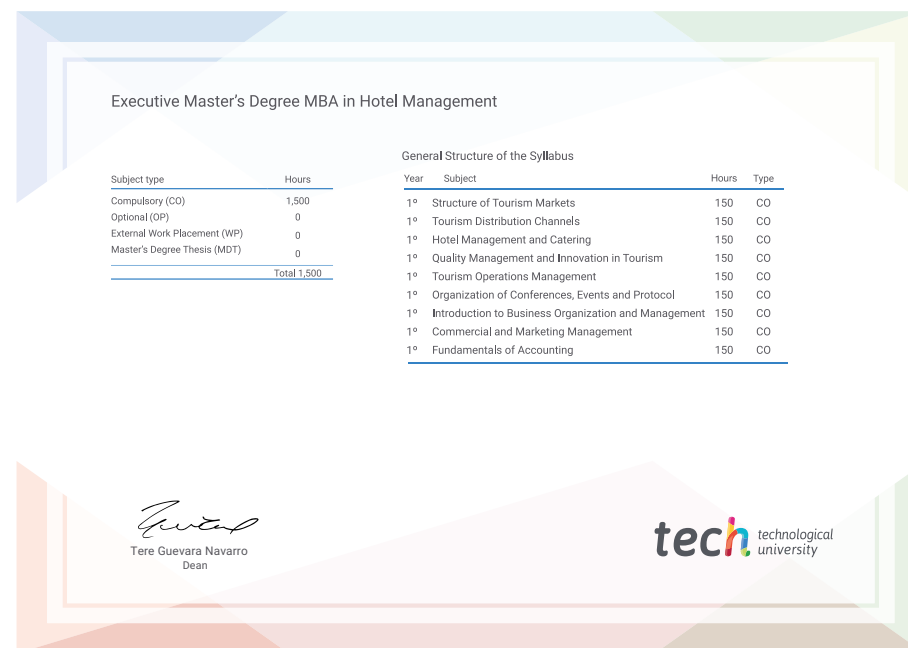 Executive Master's Degree MBA in Hotel Management
Subject type Hours
Compulsory (CO) 1,500
Optional (OP) 0
External Work Placement (WP) 0
Master's Degree Thesis (MDT) 0
Total 1,500
General Structure of the Syllabus
Year Subject Hours Type
1º Structure of Tourism Markets 150 CO
1º Tourism Distribution Channels 150 CO
1º Hotel Management and Catering 150 CO
1º Quality Management and Innovation in Tourism 150 CO
1º Tourism Operations Management 150 CO
1º Organization of Conferences, Events and Protocol 150 CO
1º Introduction to Business Organization and Management 150 CO
1º Commercial and Marketing Management 150 CO
1º Fundamentals of Accounting 150 CO
Tere Guevara Navarro
Dean
tech technological
university